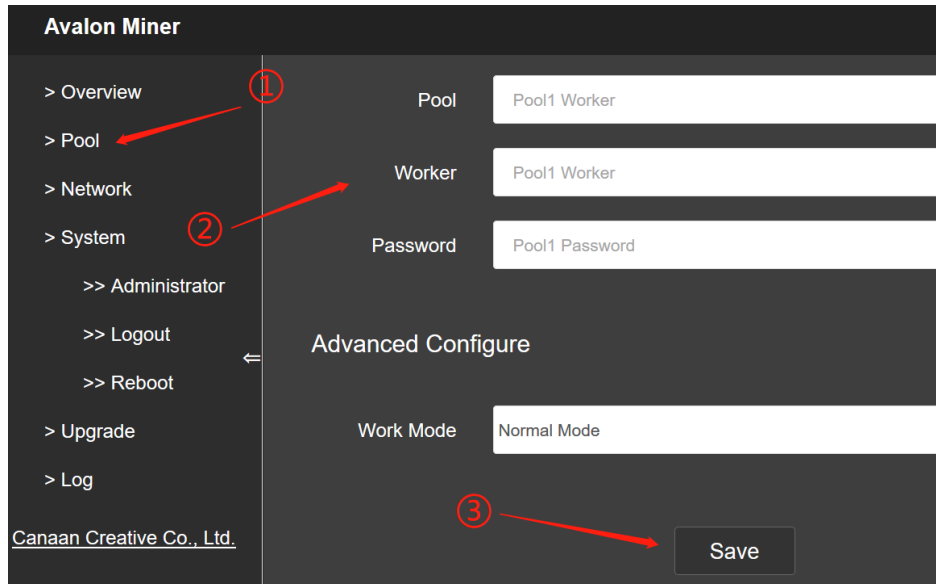 Avalon Miner
> Overview
> Pool
> Network
> System
>> Administrator
>> Logout
>> Reboot
> Upgrade
> Log
Canaan Creative Co., Ltd.
⇐
①
②
③
Pool Pool1 Worker
Worker Pool1 Worker
Password Pool1 Password
Advanced Configure
Work Mode Normal Mode
Save